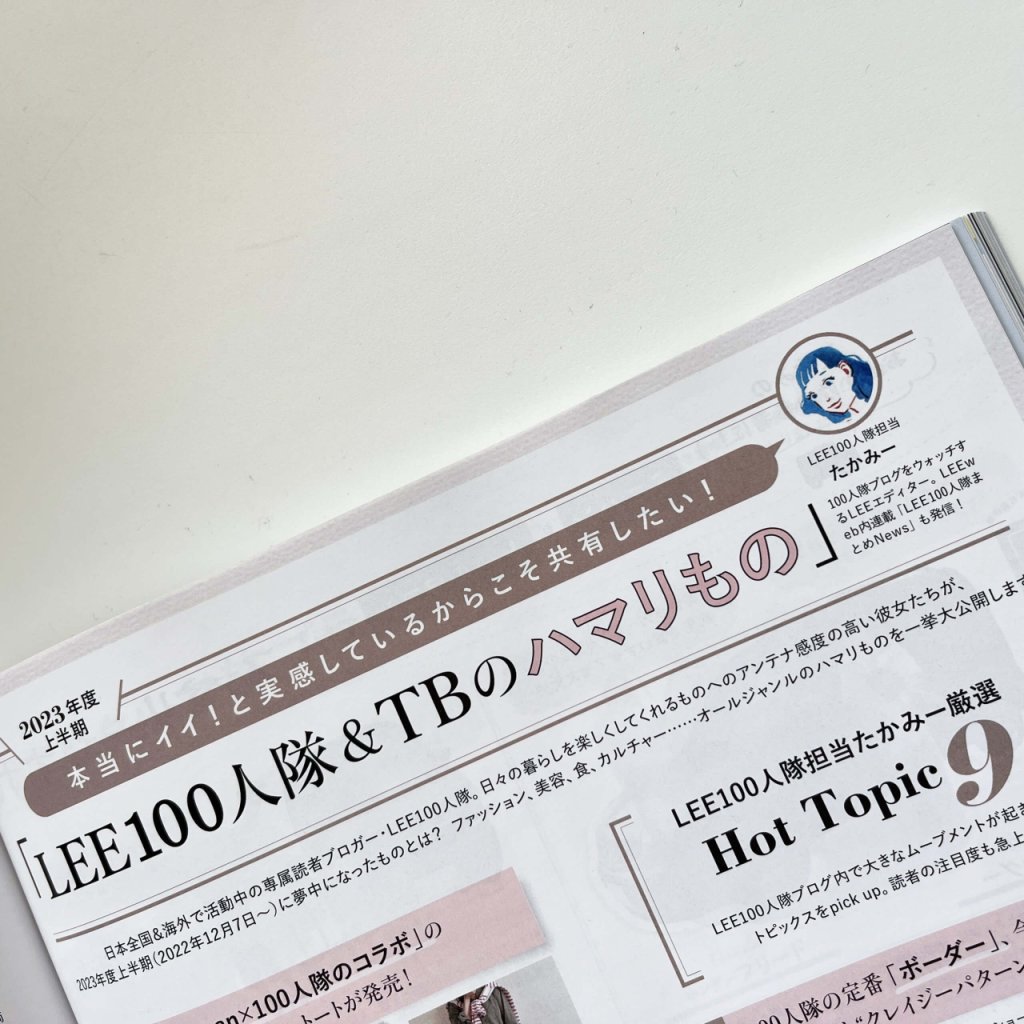 2023年度
上半期
本当にイイ!と実感しているからこそ共有したい!
「LEE100人隊&TBのハマりもの」
LEE100人隊担当
たかみー
100人隊ブログをウォッチす
るLEEエディター。LEEw
eb内連載「LEE100人隊ま
とめNews」も発信!
日本全国&海外で活動中の専属読者ブロガー・LEE100人隊。日々の暮らしを楽しくしてくれるものへのアンテナ感度の高い彼女たちが、
2023年度上半期(2022年12月7日〜)に夢中になったものとは? ファッション、美容、食、カルチャー……オールジャンルのハマりものを一挙大公開します
LEE100人隊担当たかみー厳選
Hot Topic 9
LEE100人隊ブログ内で大きなムーブメントが起き
トピックスをpick up。読者の注目度も急上
n×100人隊のコラボ」の
トートが発売!
00人隊の定番「ボーダー」、今
"クレイジーパターン